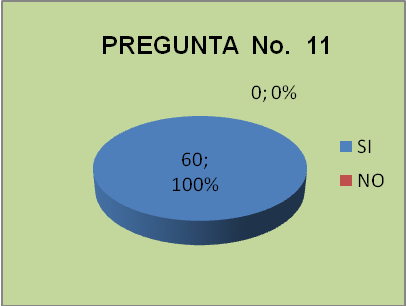 PREGUNTA No. 11
0; 0%
60;
100%
SI
NO